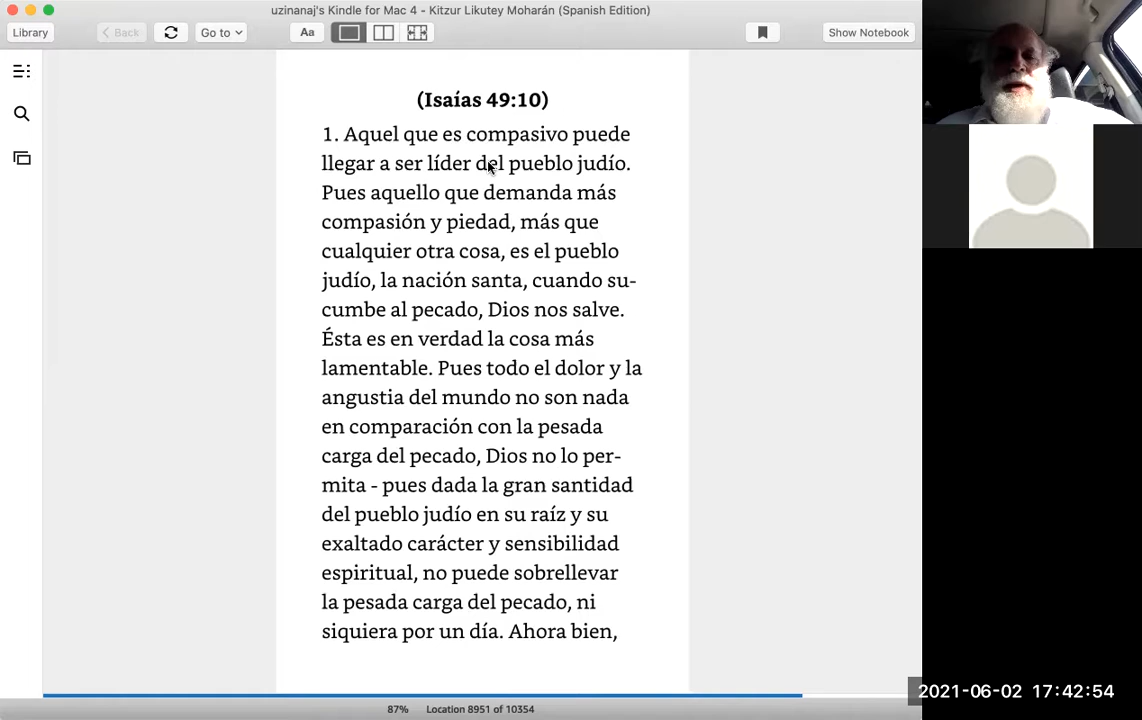 uzinanaj's Kindle for Mac 4 - Kitzur Likutey Moharán (Spanish Edition)
Library
Back
Go to
Aa
Show Notebook
(Isaías 49:10)
1. Aquel que es compasivo puede
llegar a ser líder del pueblo judío.
Pues aquello que demanda más
compasión y piedad, más que
cualquier otra cosa, es el pueblo
judío, la nación santa, cuando su-
cumbe al pecado, Dios nos salve.
Ésta es en verdad la cosa más
lamentable. Pues todo el dolor y la
angustia del mundo no son nada
en comparación con la pesada
carga del pecado, Dios no lo per-
mita - pues dada la gran santidad
del pueblo judío en su raíz y su
exaltado carácter y sensibilidad
espiritual, no puede sobrellevar
la pesada carga del pecado, ni
siquiera por un día. Ahora bien,
87%
Location 8951 of 10354
2021-06-02 17:42:54